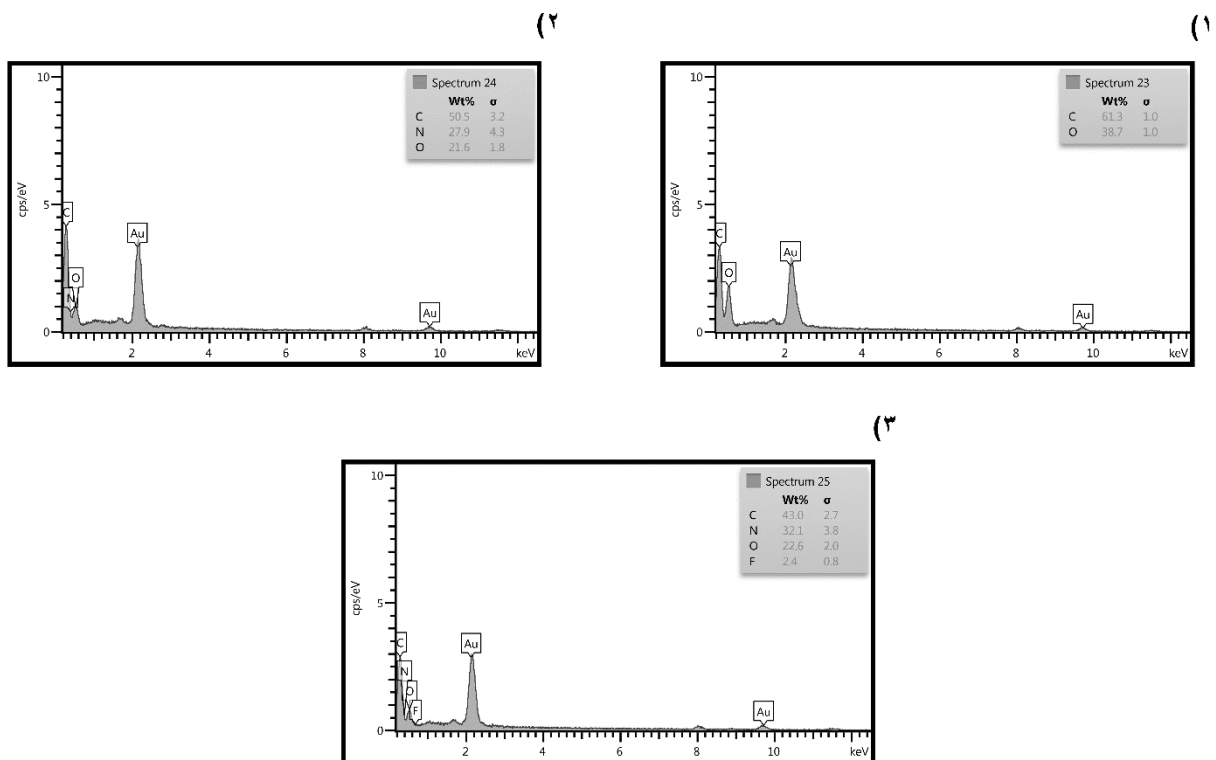 (۲
Spectrum 24
Wt% σ
C 50.5 3.2
N 27.9 4.3
O 21.6 1.8
10
5
0
cps/eV
C
N
O
Au
Au
2 4 6 8 10 keV
(۱
Spectrum 23
Wt% σ
C 61.3 1.0
O 38.7 1.0
10
5
0
cps/eV
C
O
Au
Au
2 4 6 8 10 keV
(۳
Spectrum 25
Wt% σ
C 43.0 2.7
N 32.1 3.8
O 22.6 2.0
F 2.4 0.8
10
5
0
cps/eV
C
N
O
F
Au
Au
2 4 6 8 10 keV